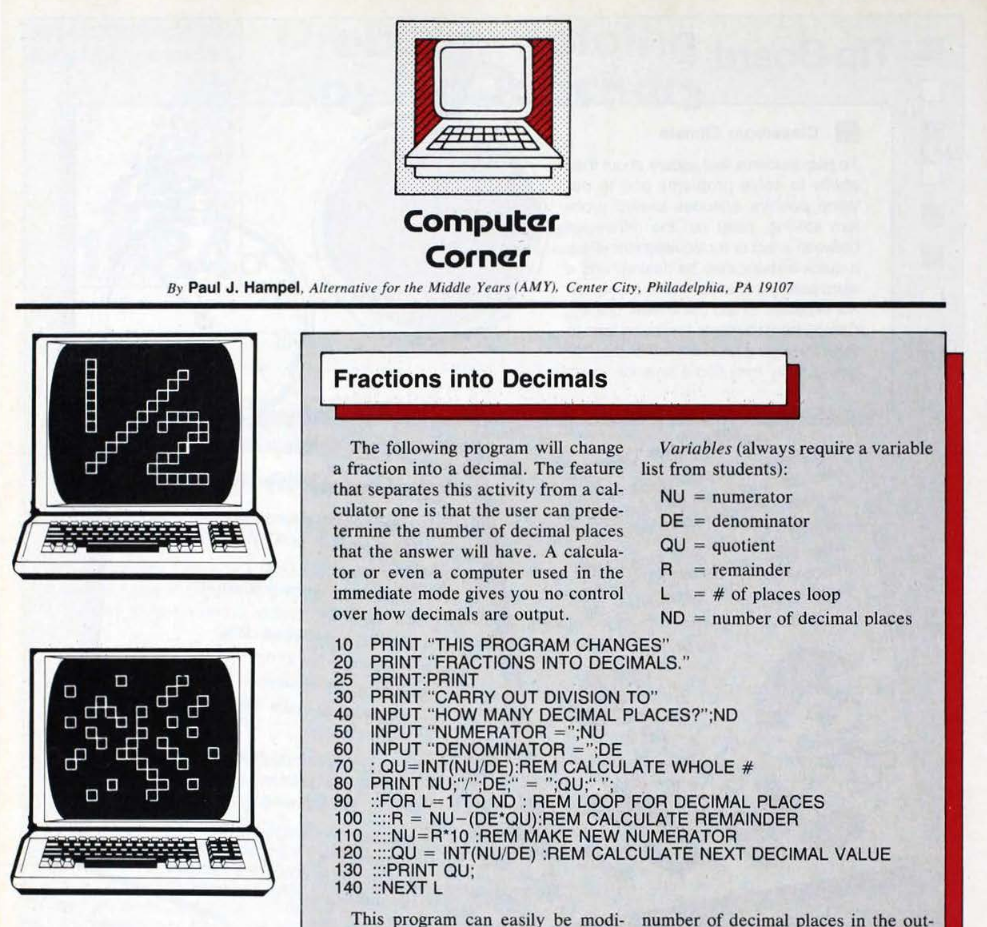 Computer
Corner
By Paul J. Hampel, Alternative for the Middle Years (AMY), Center City, Philadelphia, PA 19107
Fractions into Decimals
The following program will change
a fraction into a decimal. The feature
that separates this activity from a cal-
culator one is that the user can prede-
termine the number of decimal places
that the answer will have. A calcula-
tor or even a computer used in the
immediate mode gives you no control
over how decimals are output.
Variables (always require a variable
list from students):
NU = numerator
DE = denominator
QU = quotient
R = remainder
L = # of places loop
ND = number of decimal places
10 PRINT "THIS PROGRAM CHANGES"
20 PRINT "FRACTIONS INTO DECIMALS."
25 PRINT:PRINT
30 PRINT "CARRY OUT DIVISION TO"
40 INPUT "HOW MANY DECIMAL PLACES?";ND
50 INPUT "NUMERATOR =";NU
60 INPUT "DENOMINATOR =";DE
70 : QU=INT(NU/DE):REM CALCULATE WHOLE #
80 PRINT NU;"/";DE;" = ";QU;".";
90 ::FOR L=1 TO ND : REM LOOP FOR DECIMAL PLACES
100 ::::R = NU-(DE*QU):REM CALCULATE REMAINDER
110 ::::NU=R*10 :REM MAKE NEW NUMERATOR
120 ::::QU = INT(NU/DE) :REM CALCULATE NEXT DECIMAL VALUE
130 :::PRINT QU;
140 ::NEXT L
This program can easily be modi-
number of decimal places in the out-
1/2